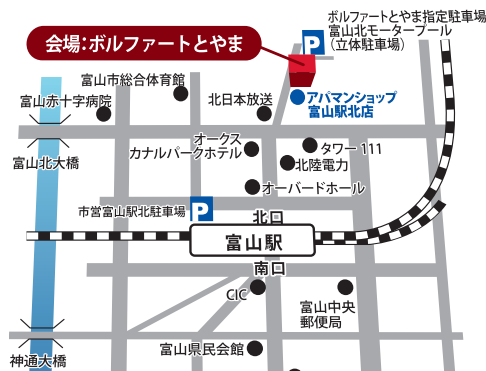 ボルファートとやま指定駐車場
富山北モータープール
（立体駐車場）
P
会場：ボルファートとやま
富山市総合体育館
アパマンショップ
富山駅北店
富山赤十字病院
北日本放送
オークス
カナルパークホテル
タワー111
富山北大橋
北陸電力
オーバードホール
市営富山駅北駐車場
P
北口
富山駅
南口
CIC
富山中央
郵便局
富山県民会館
神通大橋